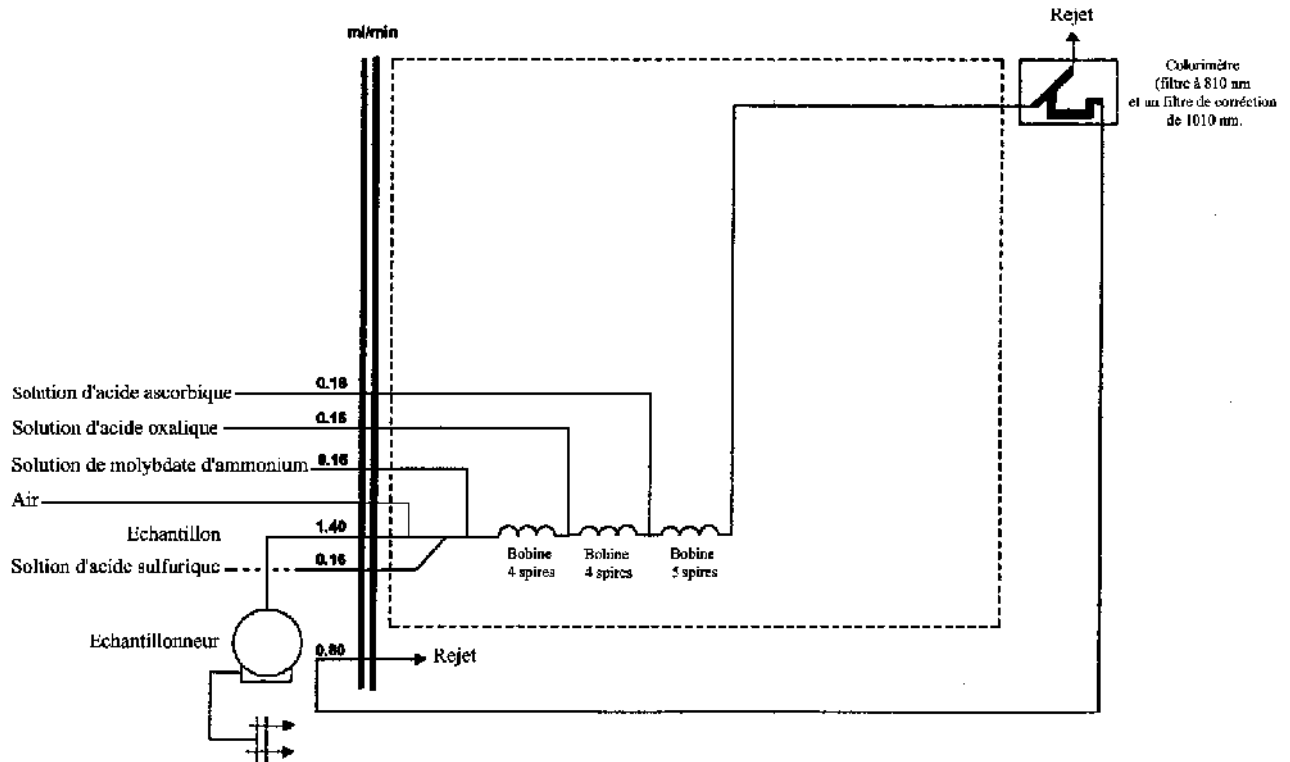 Rejet
ml/min
Colorimètre
(filtre à 810 nm
et un filtre de corréction
de 1010 nm.
Solution d'acide ascorbique 0.16
Solution d'acide oxalique 0.16
Solution de molybdate d'ammonium 0.16
Air
Echantillon 1.40
Soltion d'acide sulfurique 0.16
Bobine
4 spires
Bobine
4 spires
Bobine
5 spires
Echantillonneur
0.80
Rejet